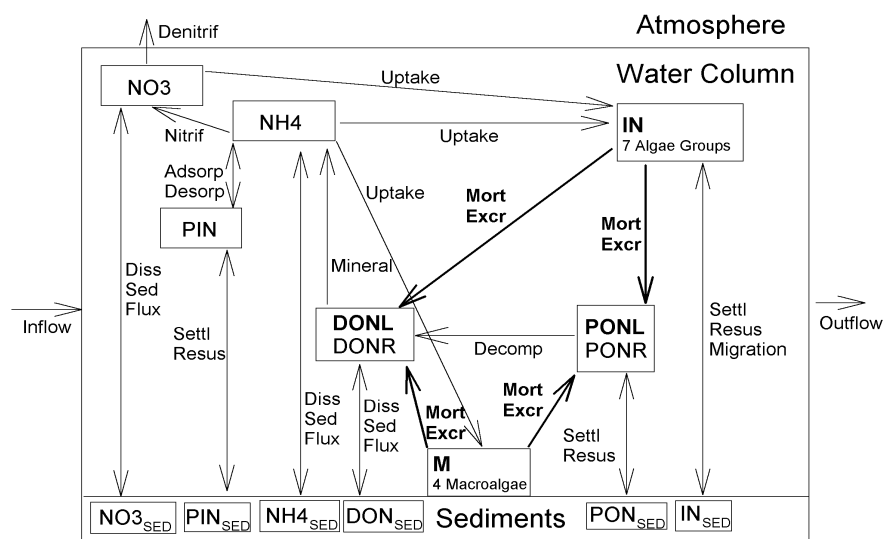 Atmosphere
Denitrif
Water Column
NO3
Uptake
NH4
IN
7 Algae Groups
Nitrif
Uptake
Adsorp
Desorp
Uptake
Mort
Excr
PIN
Mort
Excr
Mineral
Diss
Sed
Flux
Inflow
Settl
Resus
DONL
DONR
Decomp
PONL
PONR
Settl
Resus
Migration
Outflow
Diss
Sed
Flux
Diss
Sed
Flux
Mort
Excr
Mort
Excr
Settl
Resus
M
4 Macroalgae
NO3SED
PINSED
NH4SED
DONSED
Sediments
PONSED
INSED